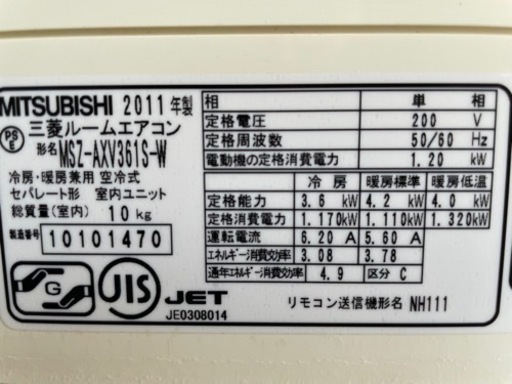 MITSUBISHI 2011年製
PS
E
三菱ルームエアコン
形名 MSZ-AXV361S-W
冷房・暖房兼用 空冷式
セパレート形 室内ユニット
総質量(室内) 10 kg
製造番号 10101470
G JIS JET
JE0308014
相 単 相
定格電圧 200 V
定格周波数 50/60 Hz
電動機の定格消費電力 1.20 kW
冷 房 暖房標準 暖房低温
定格能力 3.6 kW 4.2 kW 4.0 kW
定格消費電力 1.170kW 1.110kW 1.320kW
運転電流 6.20 A 5.60 A
エネルギー消費効率 3.08 3.78
通年エネルギー消費効率 4.9 区分 C
リモコン送信機形名 NH111